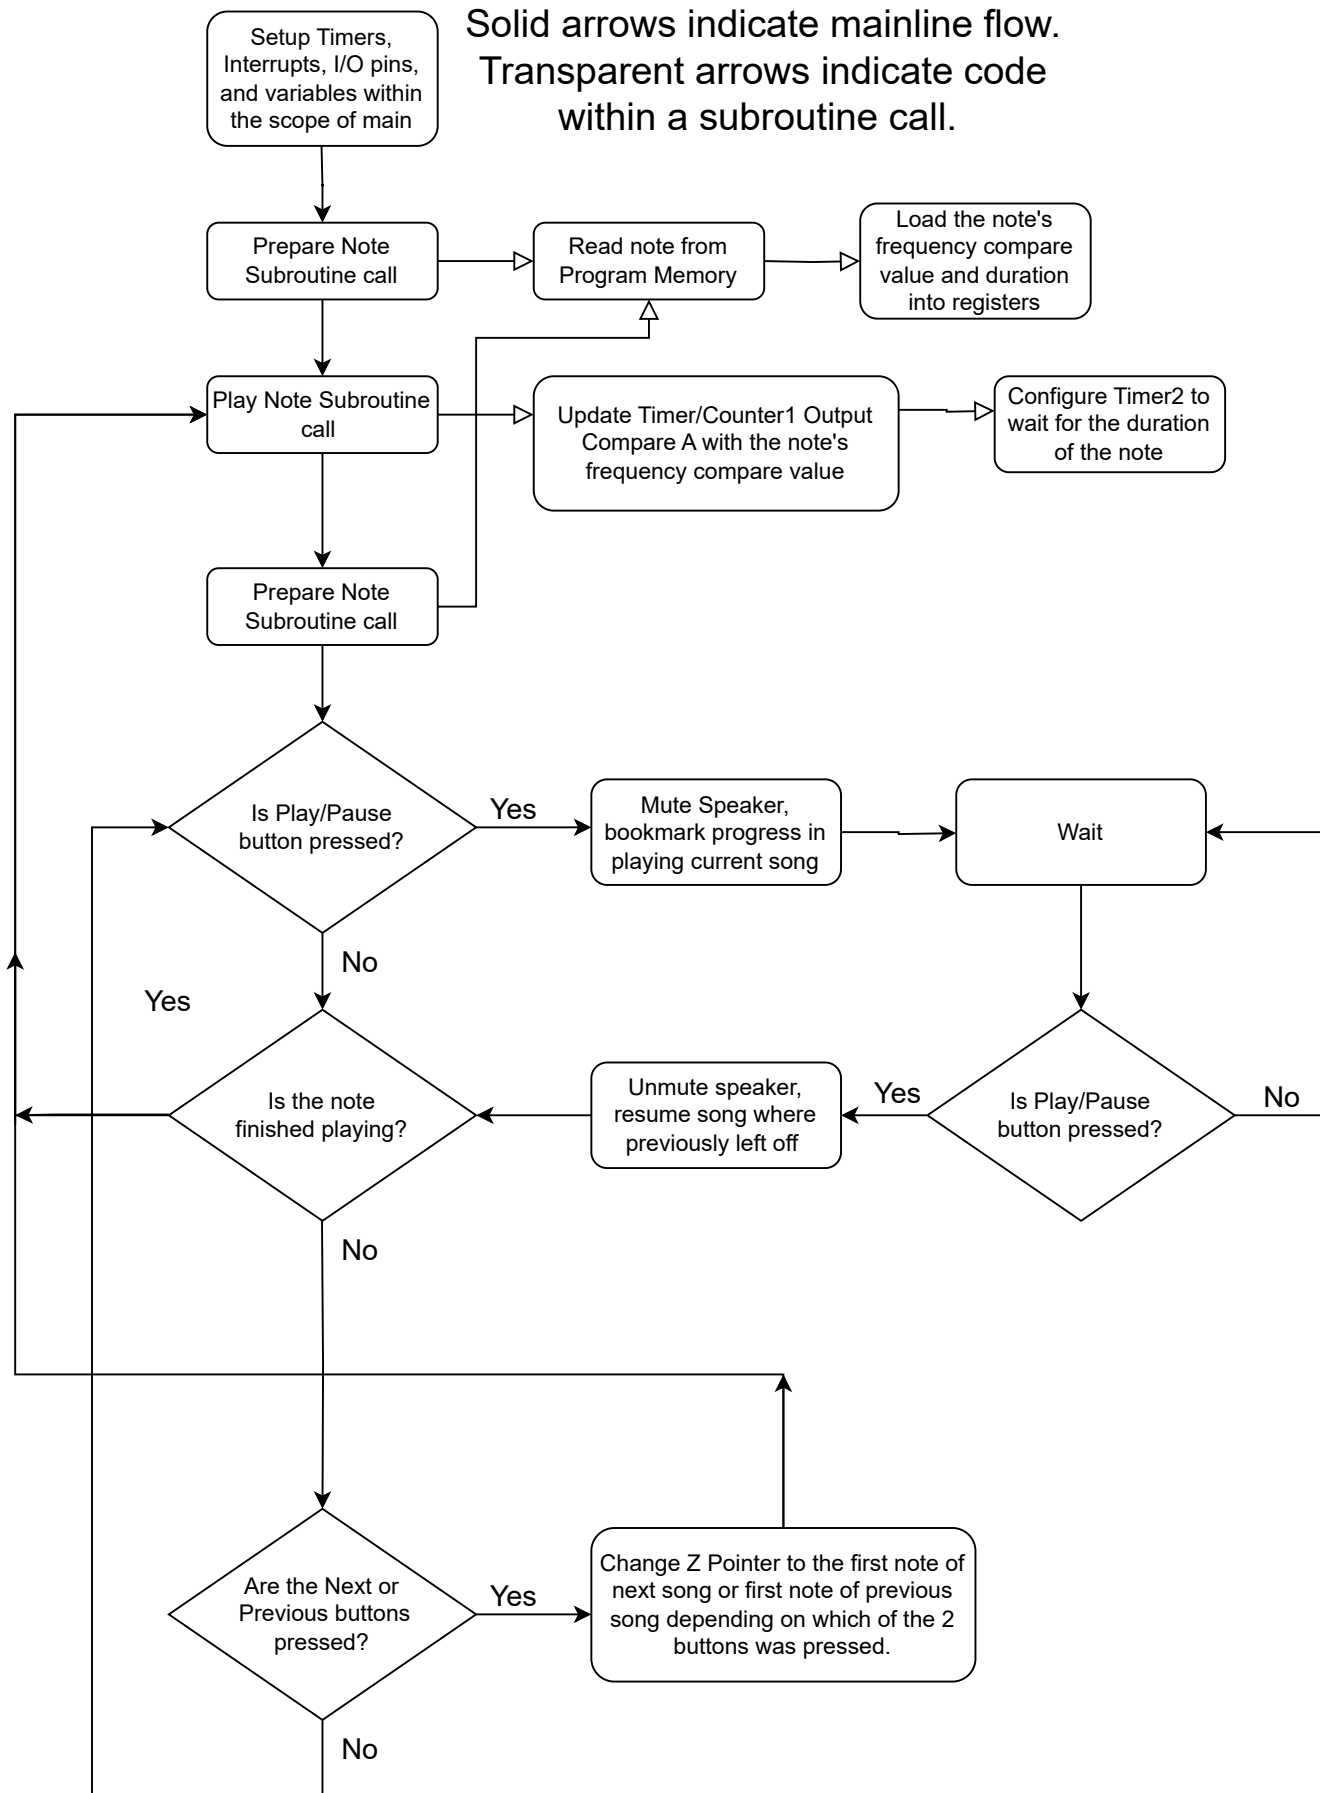 Solid arrows indicate mainline flow.
Transparent arrows indicate code
within a subroutine call.
Setup Timers,
Interrupts, I/O pins,
and variables within
the scope of main
Prepare Note
Subroutine call
Read note from
Program Memory
Load the note's
frequency compare
value and duration
into registers
Play Note Subroutine
call
Update Timer/Counter1 Output
Compare A with the note's
frequency compare value
Configure Timer2 to
wait for the duration
of the note
Prepare Note
Subroutine call
Is Play/Pause
button pressed?
Yes
Mute Speaker,
bookmark progress in
playing current song
Wait
No
Yes
Is the note
finished playing?
Unmute speaker,
resume song where
previously left off
Yes
Is Play/Pause
button pressed?
No
No
Are the Next or
Previous buttons
pressed?
Yes
Change Z Pointer to the first note of
next song or first note of previous
song depending on which of the 2
buttons was pressed.
No